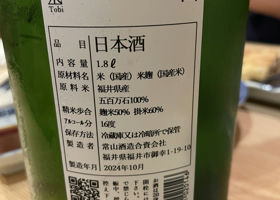 Tobi
品目 日本酒
内容量 1.8ℓ
原材料名 米(国産) 米麹(国産米)
原料米 福井県産
五百万石100%
精米歩合 麹米50% 掛米60%
アルコール分 16度
保存方法 冷蔵庫又は冷暗所で保管
製造者 常山酒造合資会社
福井県福井市御幸1-19-10
製造年月 2024年10月